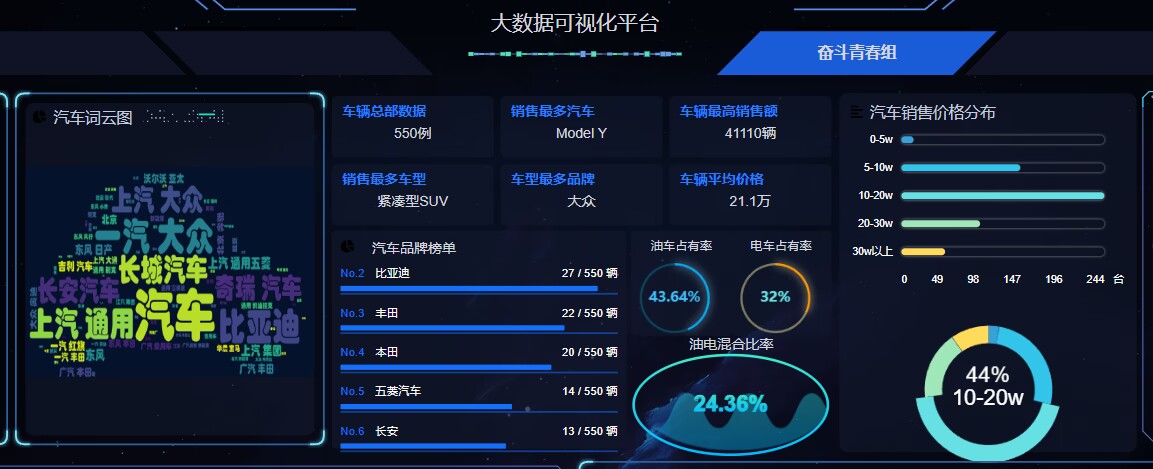 大数据可视化平台
奋斗青春组
汽车词云图
沃尔沃 亚太
上汽 大众
北京
一汽 大众
东风 日产
吉利 汽车
长城汽车
上汽 通用五菱
长安汽车
奇瑞 汽车
上汽 通用
汽车
比亚迪
一汽 红旗
一汽 丰田
东风
华晨 宝马
上汽 集团
广汽 丰田
广汽 丰田
车辆总部数据
550例
销售最多汽车
Model Y
车辆最高销售额
41110辆
销售最多车型
紧凑型SUV
车型最多品牌
大众
车辆平均价格
21.1万
汽车品牌榜单
No.2 比亚迪 27 / 550 辆
No.3 丰田 22 / 550 辆
No.4 本田 20 / 550 辆
No.5 五菱汽车 14 / 550 辆
No.6 长安 13 / 550 辆
油车占有率
43.64%
电车占有率
32%
油电混合比率
24.36%
汽车销售价格分布
0-5w
5-10w
10-20w
20-30w
30w以上
0 49 98 147 196 244 台
44%
10-20w